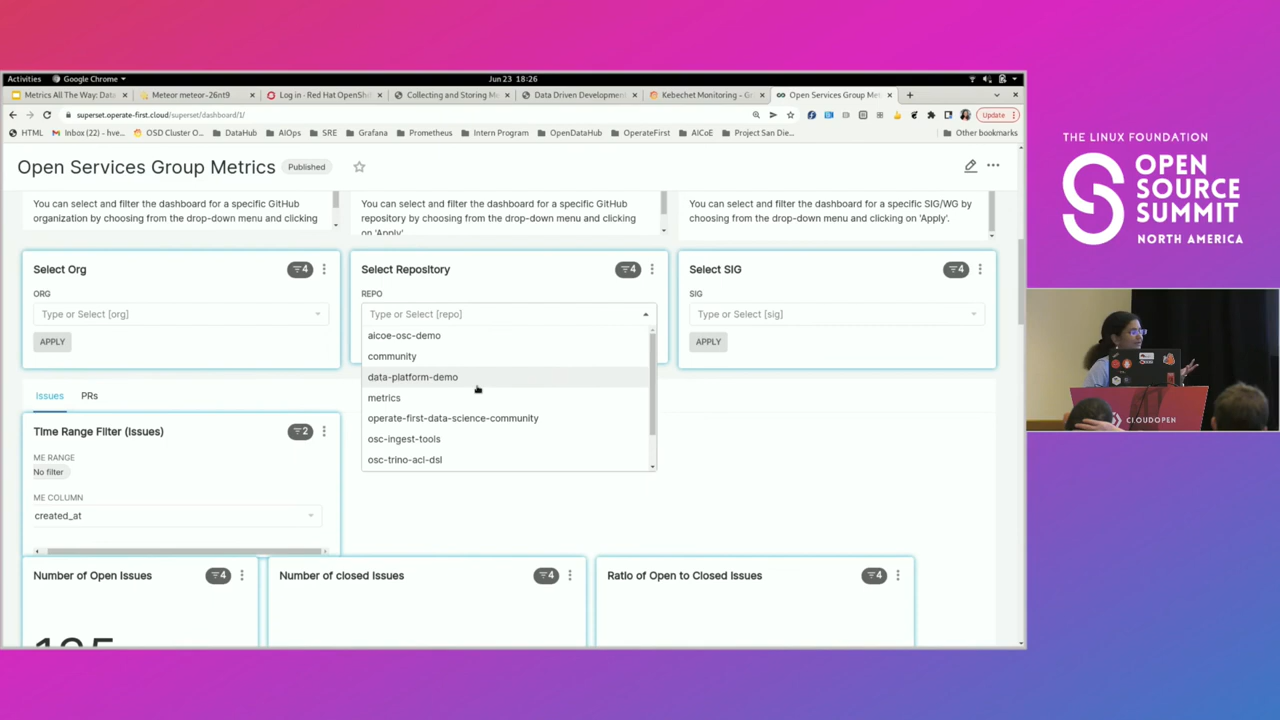 Activities
Google Chrome
Jun 23 18:26
Metrics All The Way: Data
Meteor meteor-26nt9
Log in · Red Hat OpenShi
Collecting and Storing Me
Data Driven Developmen
Kebechet Monitoring - Gr
Open Services Group Met
superset.operate-first.cloud/superset/dashboard/1/
Update
HTML
Inbox (22) - hve...
OSD Cluster O...
DataHub
AIOps
SRE
Grafana
Prometheus
Intern Program
OpenDataHub
OperateFirst
AICoE
Project San Die...
Other bookmarks
Open Services Group Metrics
Published
You can select and filter the dashboard for a specific GitHub
organization by choosing from the drop-down menu and clicking
You can select and filter the dashboard for a specific GitHub
repository by choosing from the drop-down menu and clicking
on 'Apply'.
You can select and filter the dashboard for a specific SIG/WG by
choosing from the drop-down menu and clicking on 'Apply'.
Select Org
4
ORG
Type or Select [org]
APPLY
Select Repository
4
REPO
Type or Select [repo]
aicoe-osc-demo
community
data-platform-demo
metrics
operate-first-data-science-community
osc-ingest-tools
osc-trino-acl-dsl
Select SIG
4
SIG
Type or Select [sig]
APPLY
Issues
PRs
Time Range Filter (Issues)
2
ME RANGE
No filter
ME COLUMN
created_at
Number of Open Issues
4
Number of closed Issues
4
Ratio of Open to Closed Issues
4
THE LINUX FOUNDATION
OPEN
SOURCE
SUMMIT
NORTH AMERICA
CLOUDOPEN